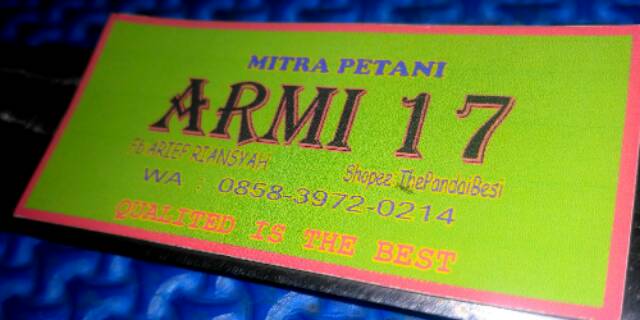 MITRA PETANI
ARMI 17
Fb ARIEF RIANSYAH
Shopee ThePandaiBesi
WA : 0858-3972-0214
QUALITED IS THE BEST